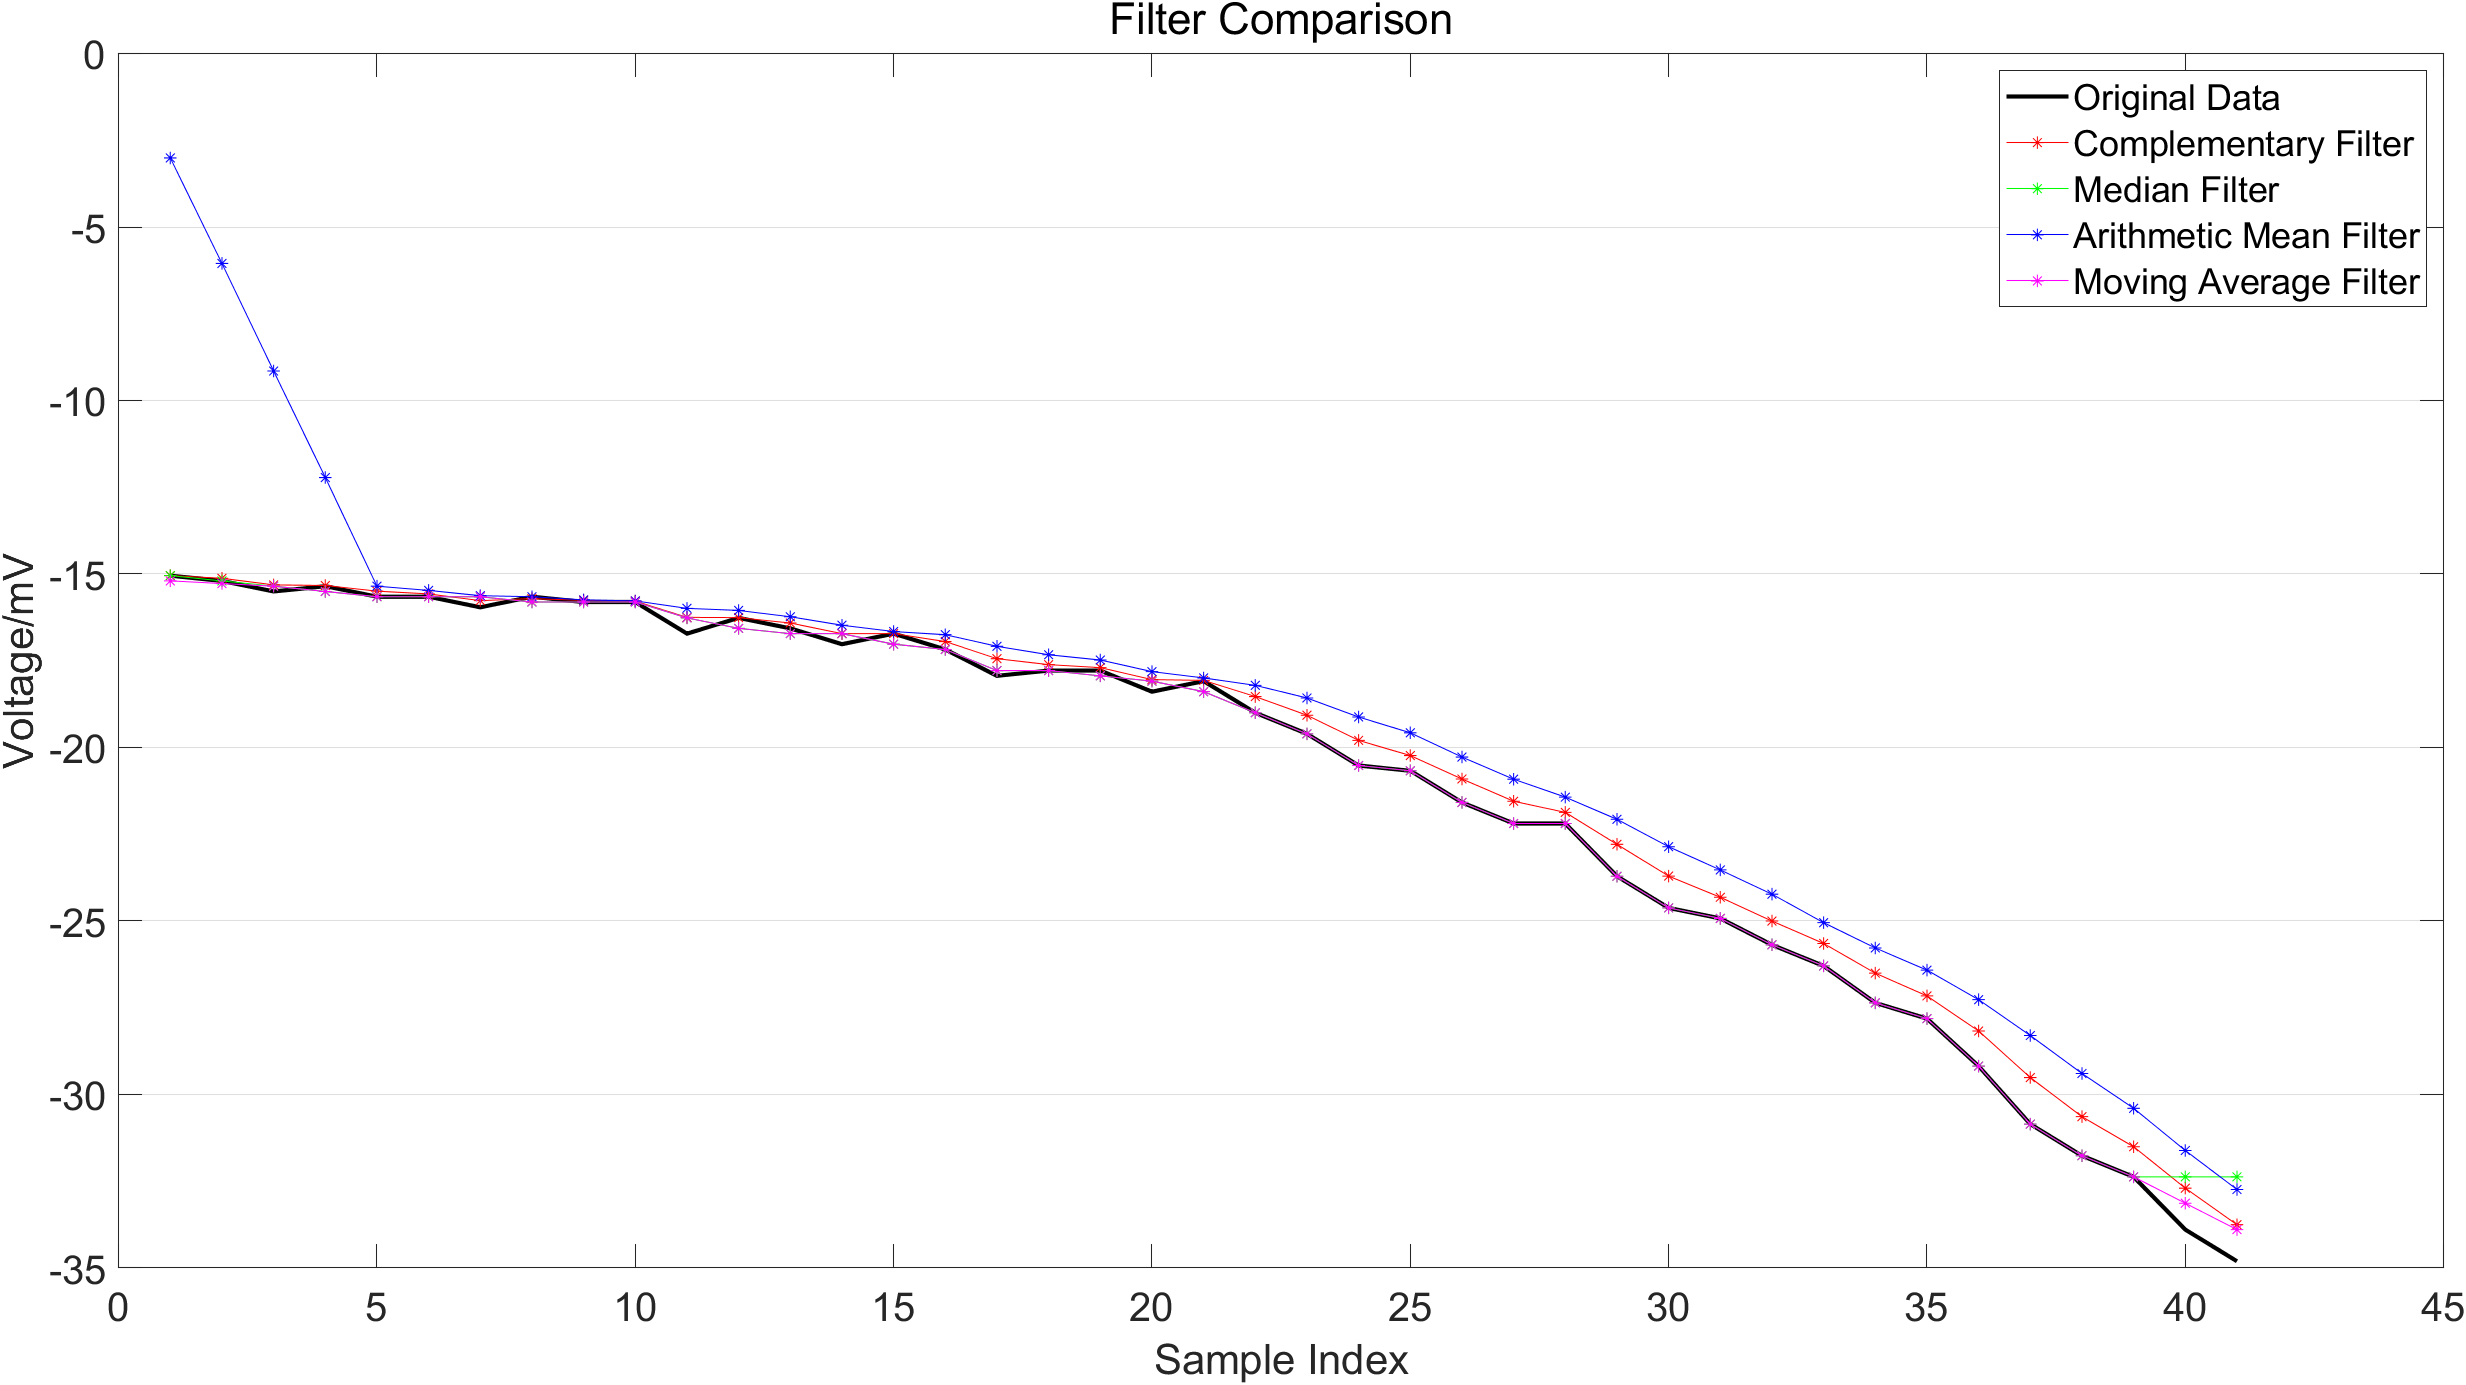 Filter Comparison
0
-5
-10
-15
-20
-25
-30
-35
Voltage/mV
Original Data
Complementary Filter
Median Filter
Arithmetic Mean Filter
Moving Average Filter
0 5 10 15 20 25 30 35 40 45
Sample Index